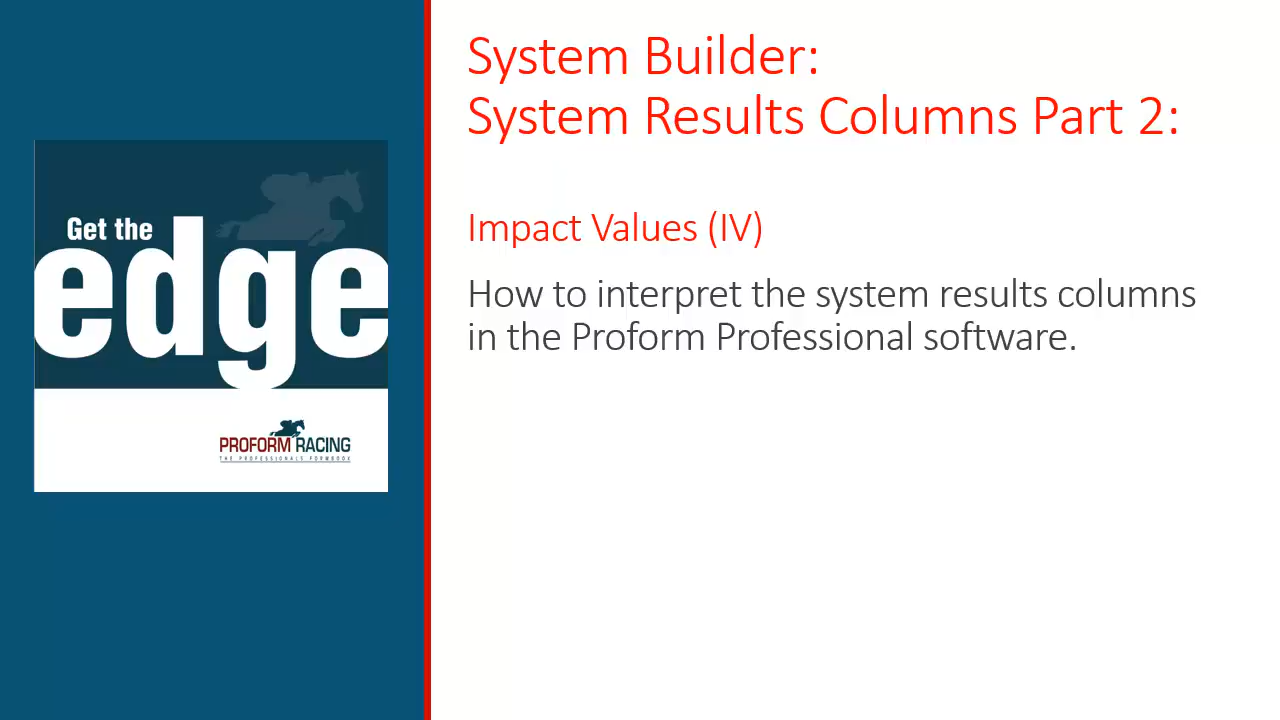 System Builder:
System Results Columns Part 2:
Impact Values (IV)
How to interpret the system results columns
in the Proform Professional software.
Get the
edge
PROFORM RACING
THE PROFESSIONALS FORMBOOK